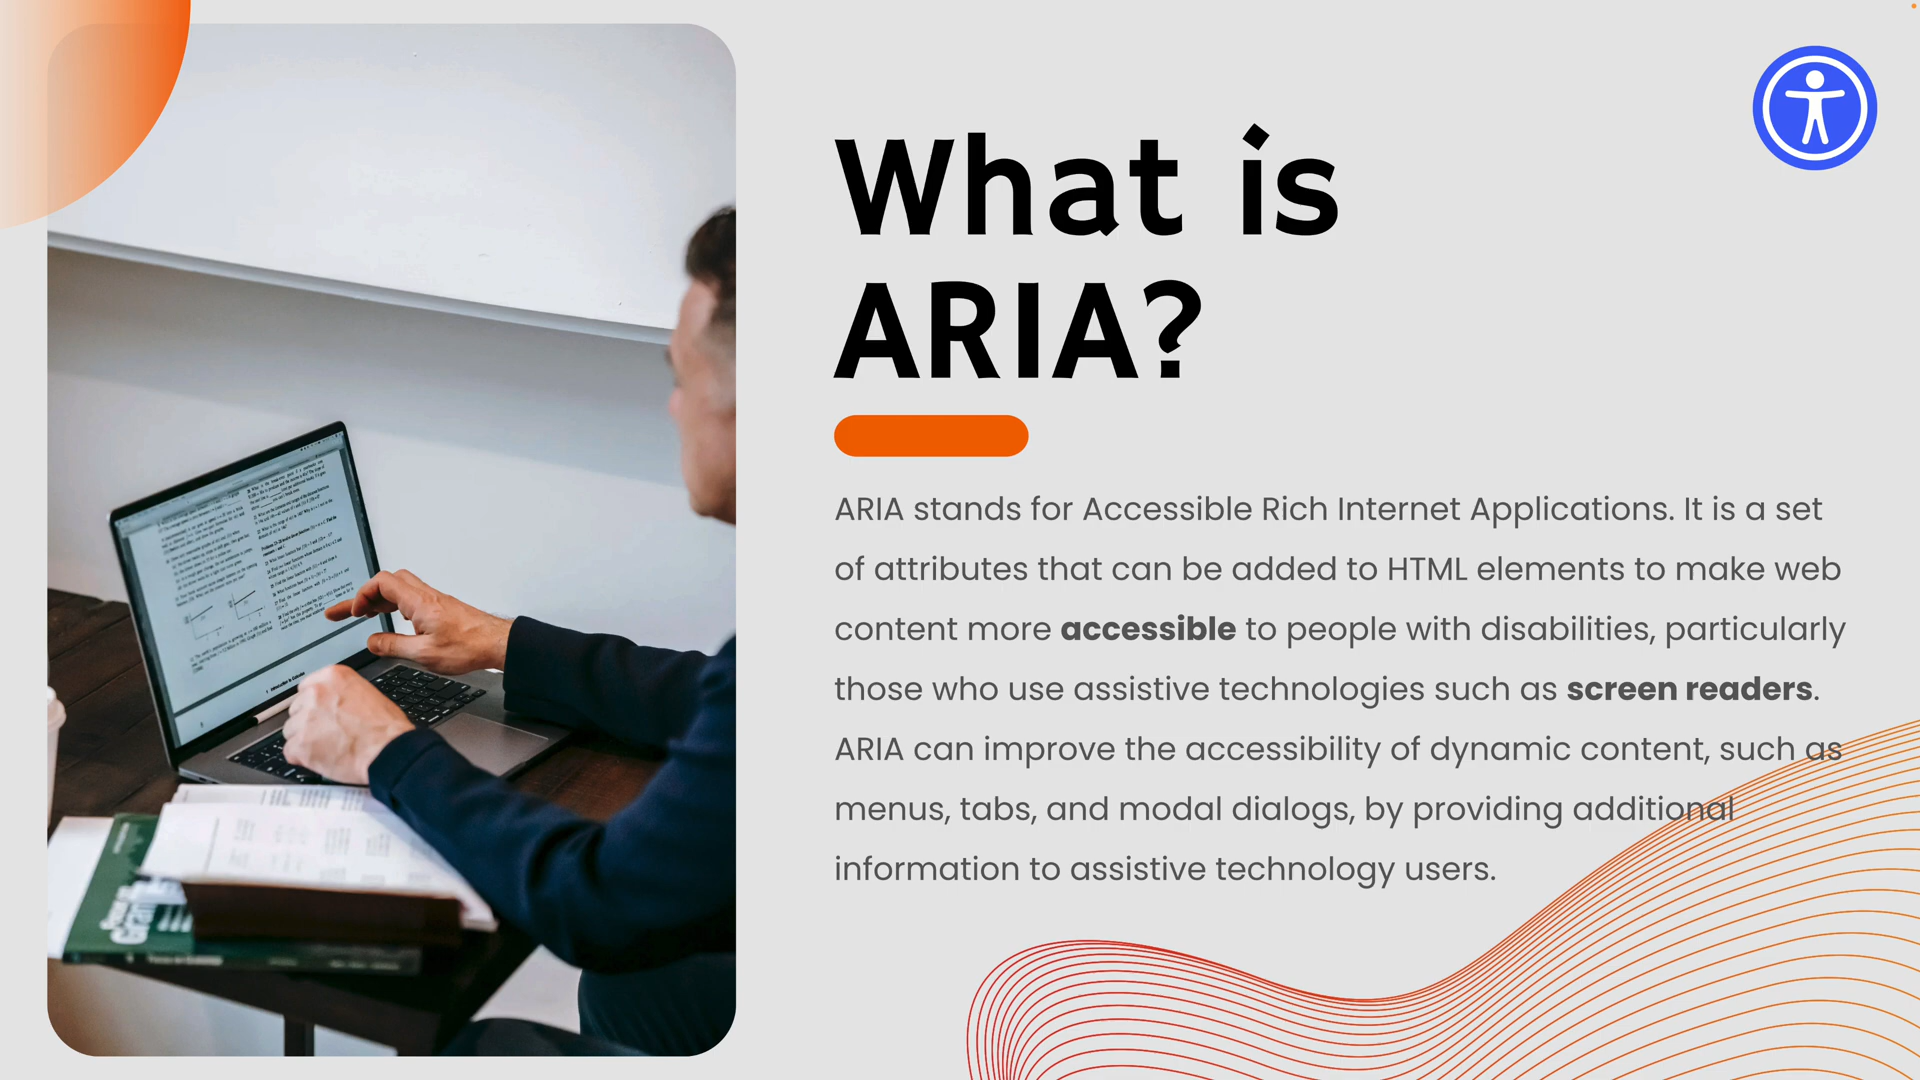 What is
ARIA?
ARIA stands for Accessible Rich Internet Applications. It is a set
of attributes that can be added to HTML elements to make web
content more accessible to people with disabilities, particularly
those who use assistive technologies such as screen readers.
ARIA can improve the accessibility of dynamic content, such as
menus, tabs, and modal dialogs, by providing additional
information to assistive technology users.